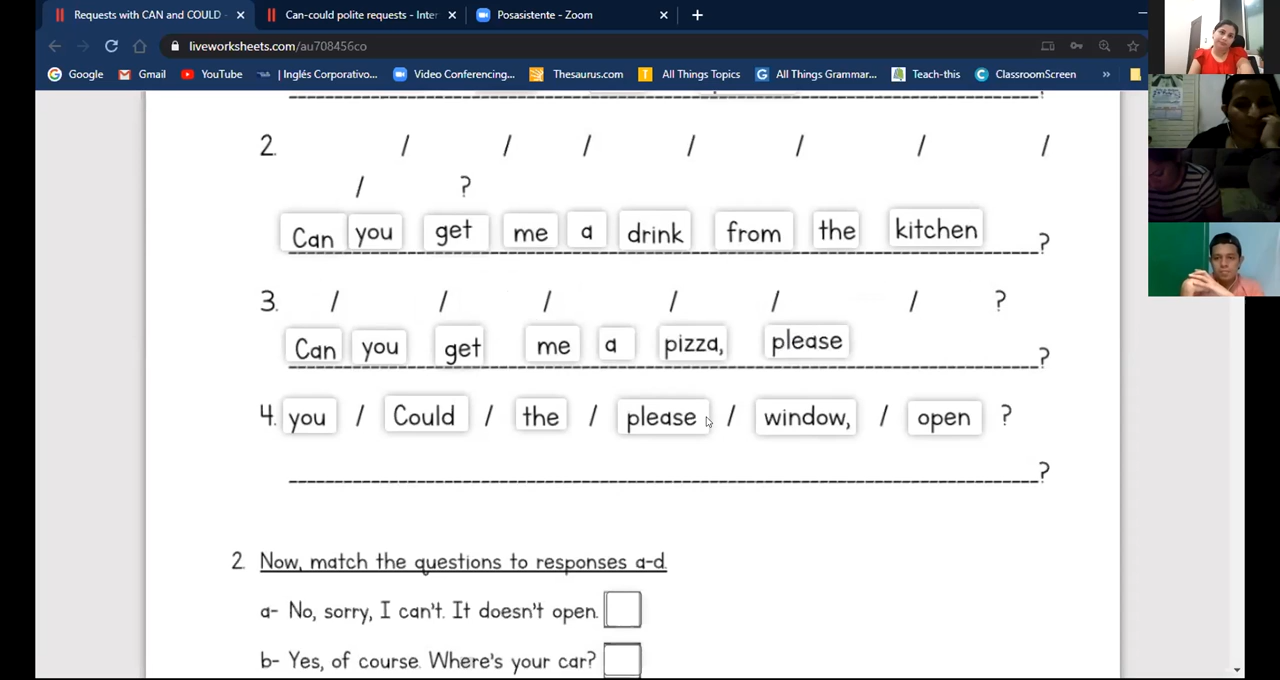 Requests with CAN and COULD -
Can-could polite requests - Inter
Posasistente - Zoom
liveworksheets.com/au708456co
Google Gmail YouTube | Inglés Corporativo... Video Conferencing... Thesaurus.com All Things Topics All Things Grammar... Teach-this ClassroomScreen »
?
2. / / / / / / /
/ ?
Can you get me a drink from the kitchen ?
3. / / / / / / ?
Can you get me a pizza, please ?
4. you / Could / the / please / window, / open ?
?
2. Now, match the questions to responses a-d.
a- No, sorry, I can't. It doesn't open.
b- Yes, of course. Where's your car?